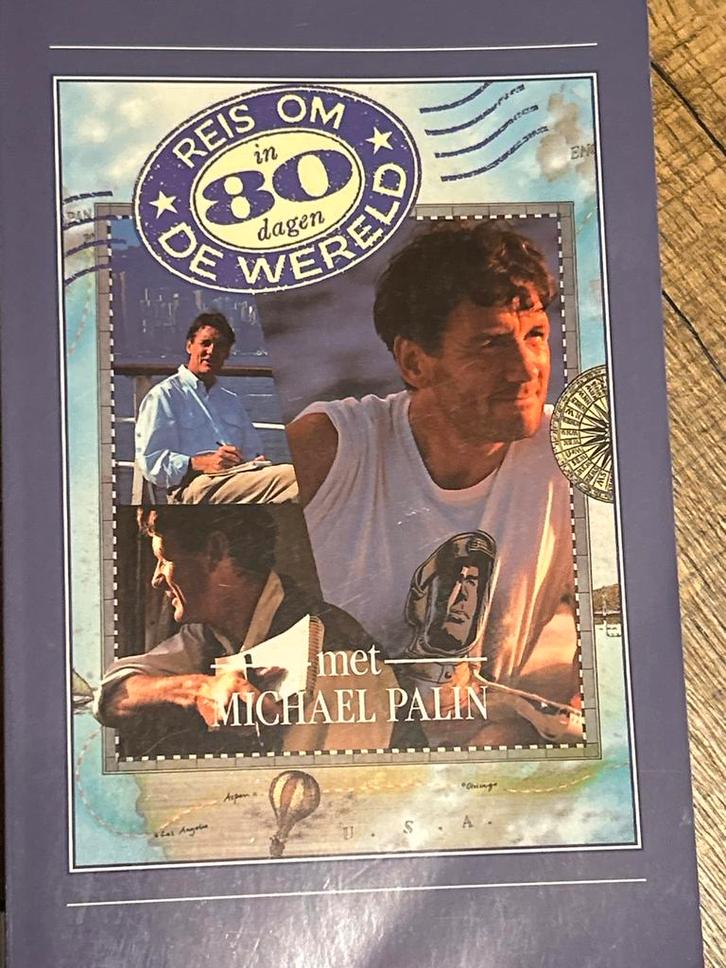 REIS OM
in
80
dagen
DE WERELD
met
MICHAEL PALIN
Aspen
Chicago
Los Angeles
U.S.A.